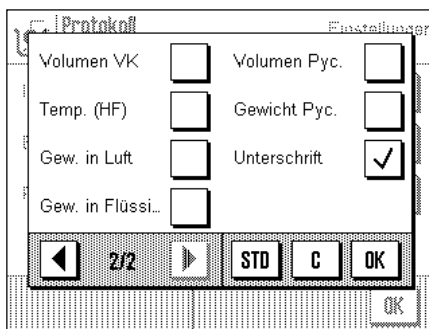 Protokoll Einstellungen
Volumen VK Volumen Pyc.
Temp. (HF) Gewicht Pyc.
Gew. in Luft Unterschrift
Gew. in Flüssi...
2/2 STD C OK
OK